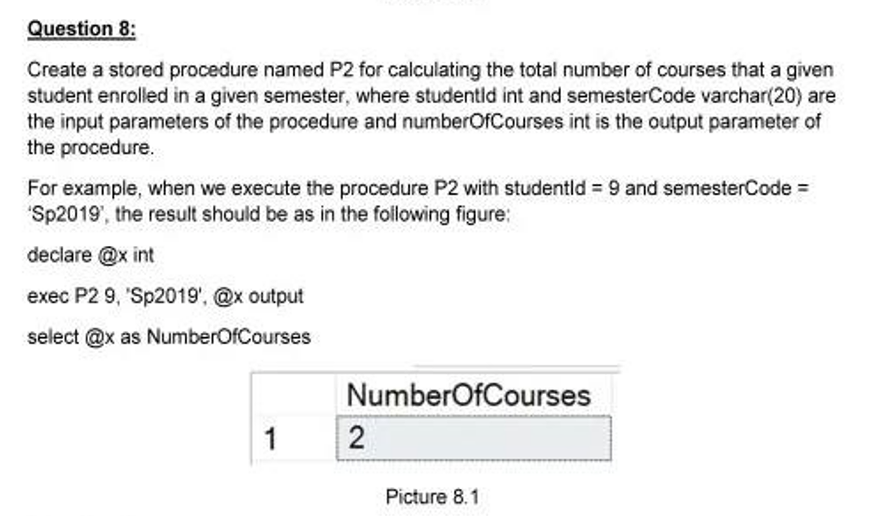 Question 8:
Create a stored procedure named P2 for calculating the total number of courses that a given
student enrolled in a given semester, where studentId int and semesterCode varchar(20) are
the input parameters of the procedure and numberOfCourses int is the output parameter of
the procedure.
For example, when we execute the procedure P2 with studentId = 9 and semesterCode =
'Sp2019', the result should be as in the following figure:
declare @x int
exec P2 9, 'Sp2019', @x output
select @x as NumberOfCourses
NumberOfCourses
1 2
Picture 8.1